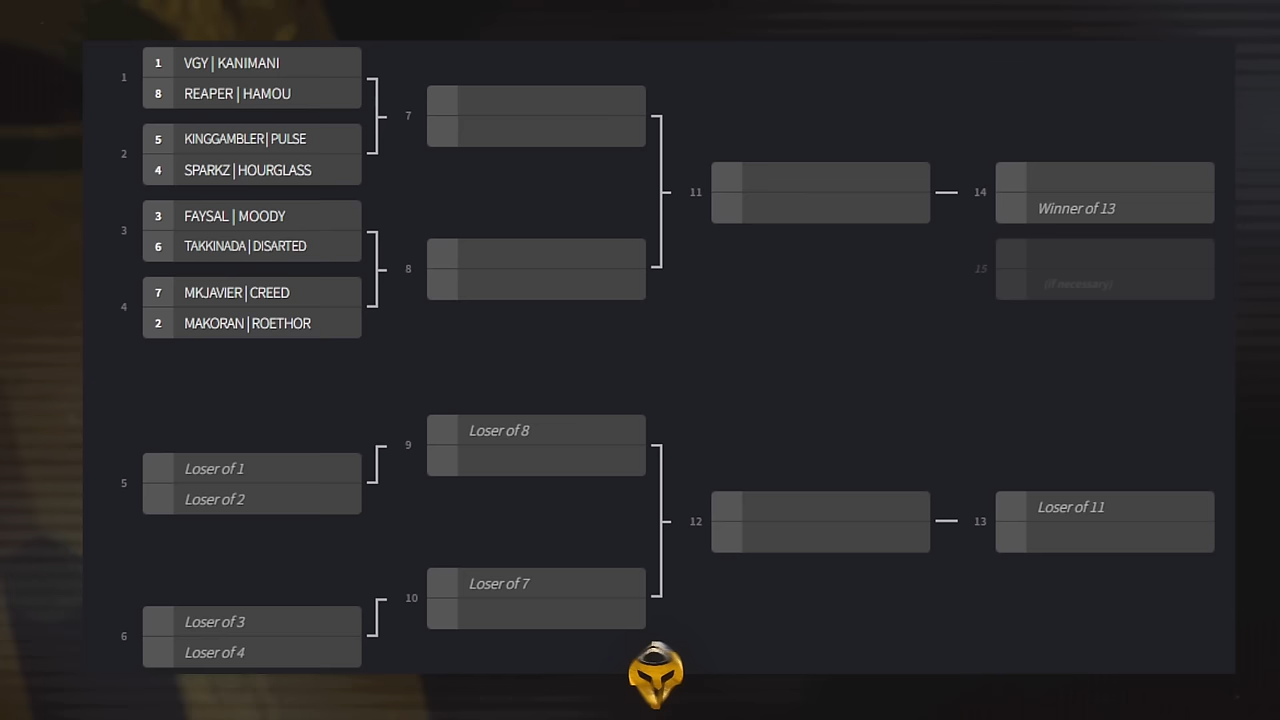 1 VGY | KANIMANI
1
8 REAPER | HAMOU
5 KINGGAMBLER | PULSE
2
4 SPARKZ | HOURGLASS
3 FAYSAL | MOODY
3
6 TAKKINADA | DISARTED
7 MKJAVIER | CREED
4
2 MAKORAN | ROETHOR
7
8
11
14
Winner of 13
15
(if necessary)
5
Loser of 1
Loser of 2
6
Loser of 3
Loser of 4
Loser of 8
9
Loser of 7
10
12
Loser of 11
13